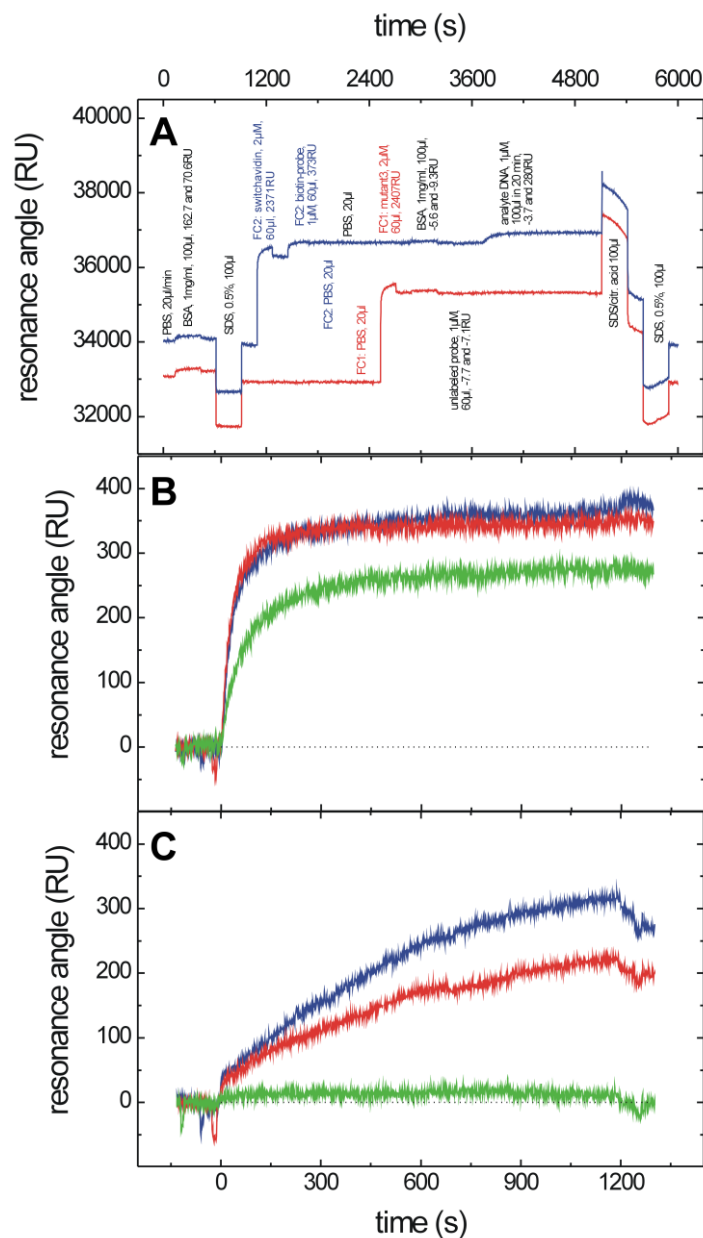 time (s)
0 1200 2600 3600 4800 6000
A
resonance angle (RU)
40000
38000
36000
34000
32000
PBS, 20µl/min
BSA, 1mg/ml, 100µl, 162.7 and 70.6RU
SDS, 0.5%, 100µl
FC2: switchavidin, 2µM,
60µl, 2371RU
FC2: biotin-probe,
1µM, 60µl, 373RU
FC2: PBS, 20µl
PBS, 20µl
FC1: PBS, 20µl
FC1: mutant3, 2µM,
60µl, 2407RU
BSA, 1mg/ml, 100µl,
-5.6 and -9.3RU
unlabeled probe, 1µM,
60µl, -7.7 and -7.1RU
analyte DNA, 1µM,
100µl in 20 min,
-3.7 and 280RU
SDS/citr. acid 100µl
SDS, 0.5%, 100µl
B
resonance angle (RU)
400
300
200
100
0
C
resonance angle (RU)
400
300
200
100
0
0 300 600 900 1200
time (s)